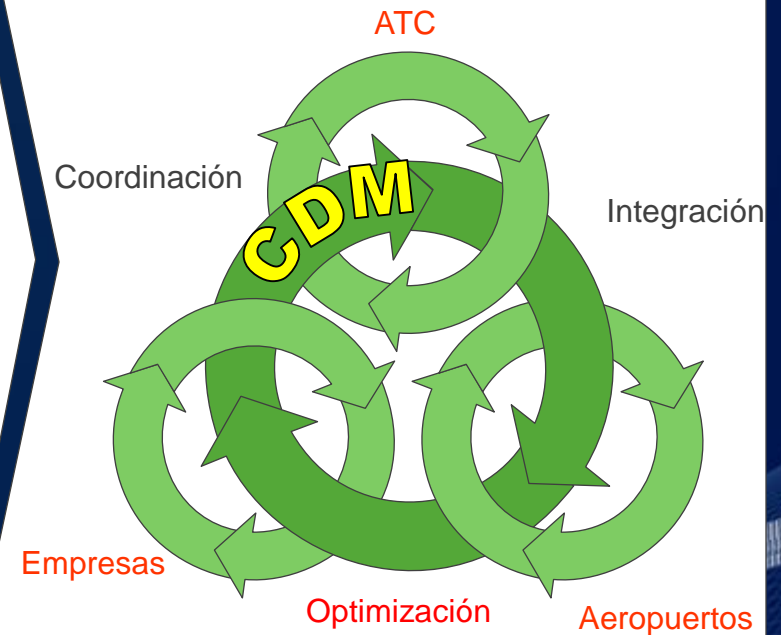 ATC
Coordinación
CDM
Integración
Empresas
Optimización
Aeropuertos